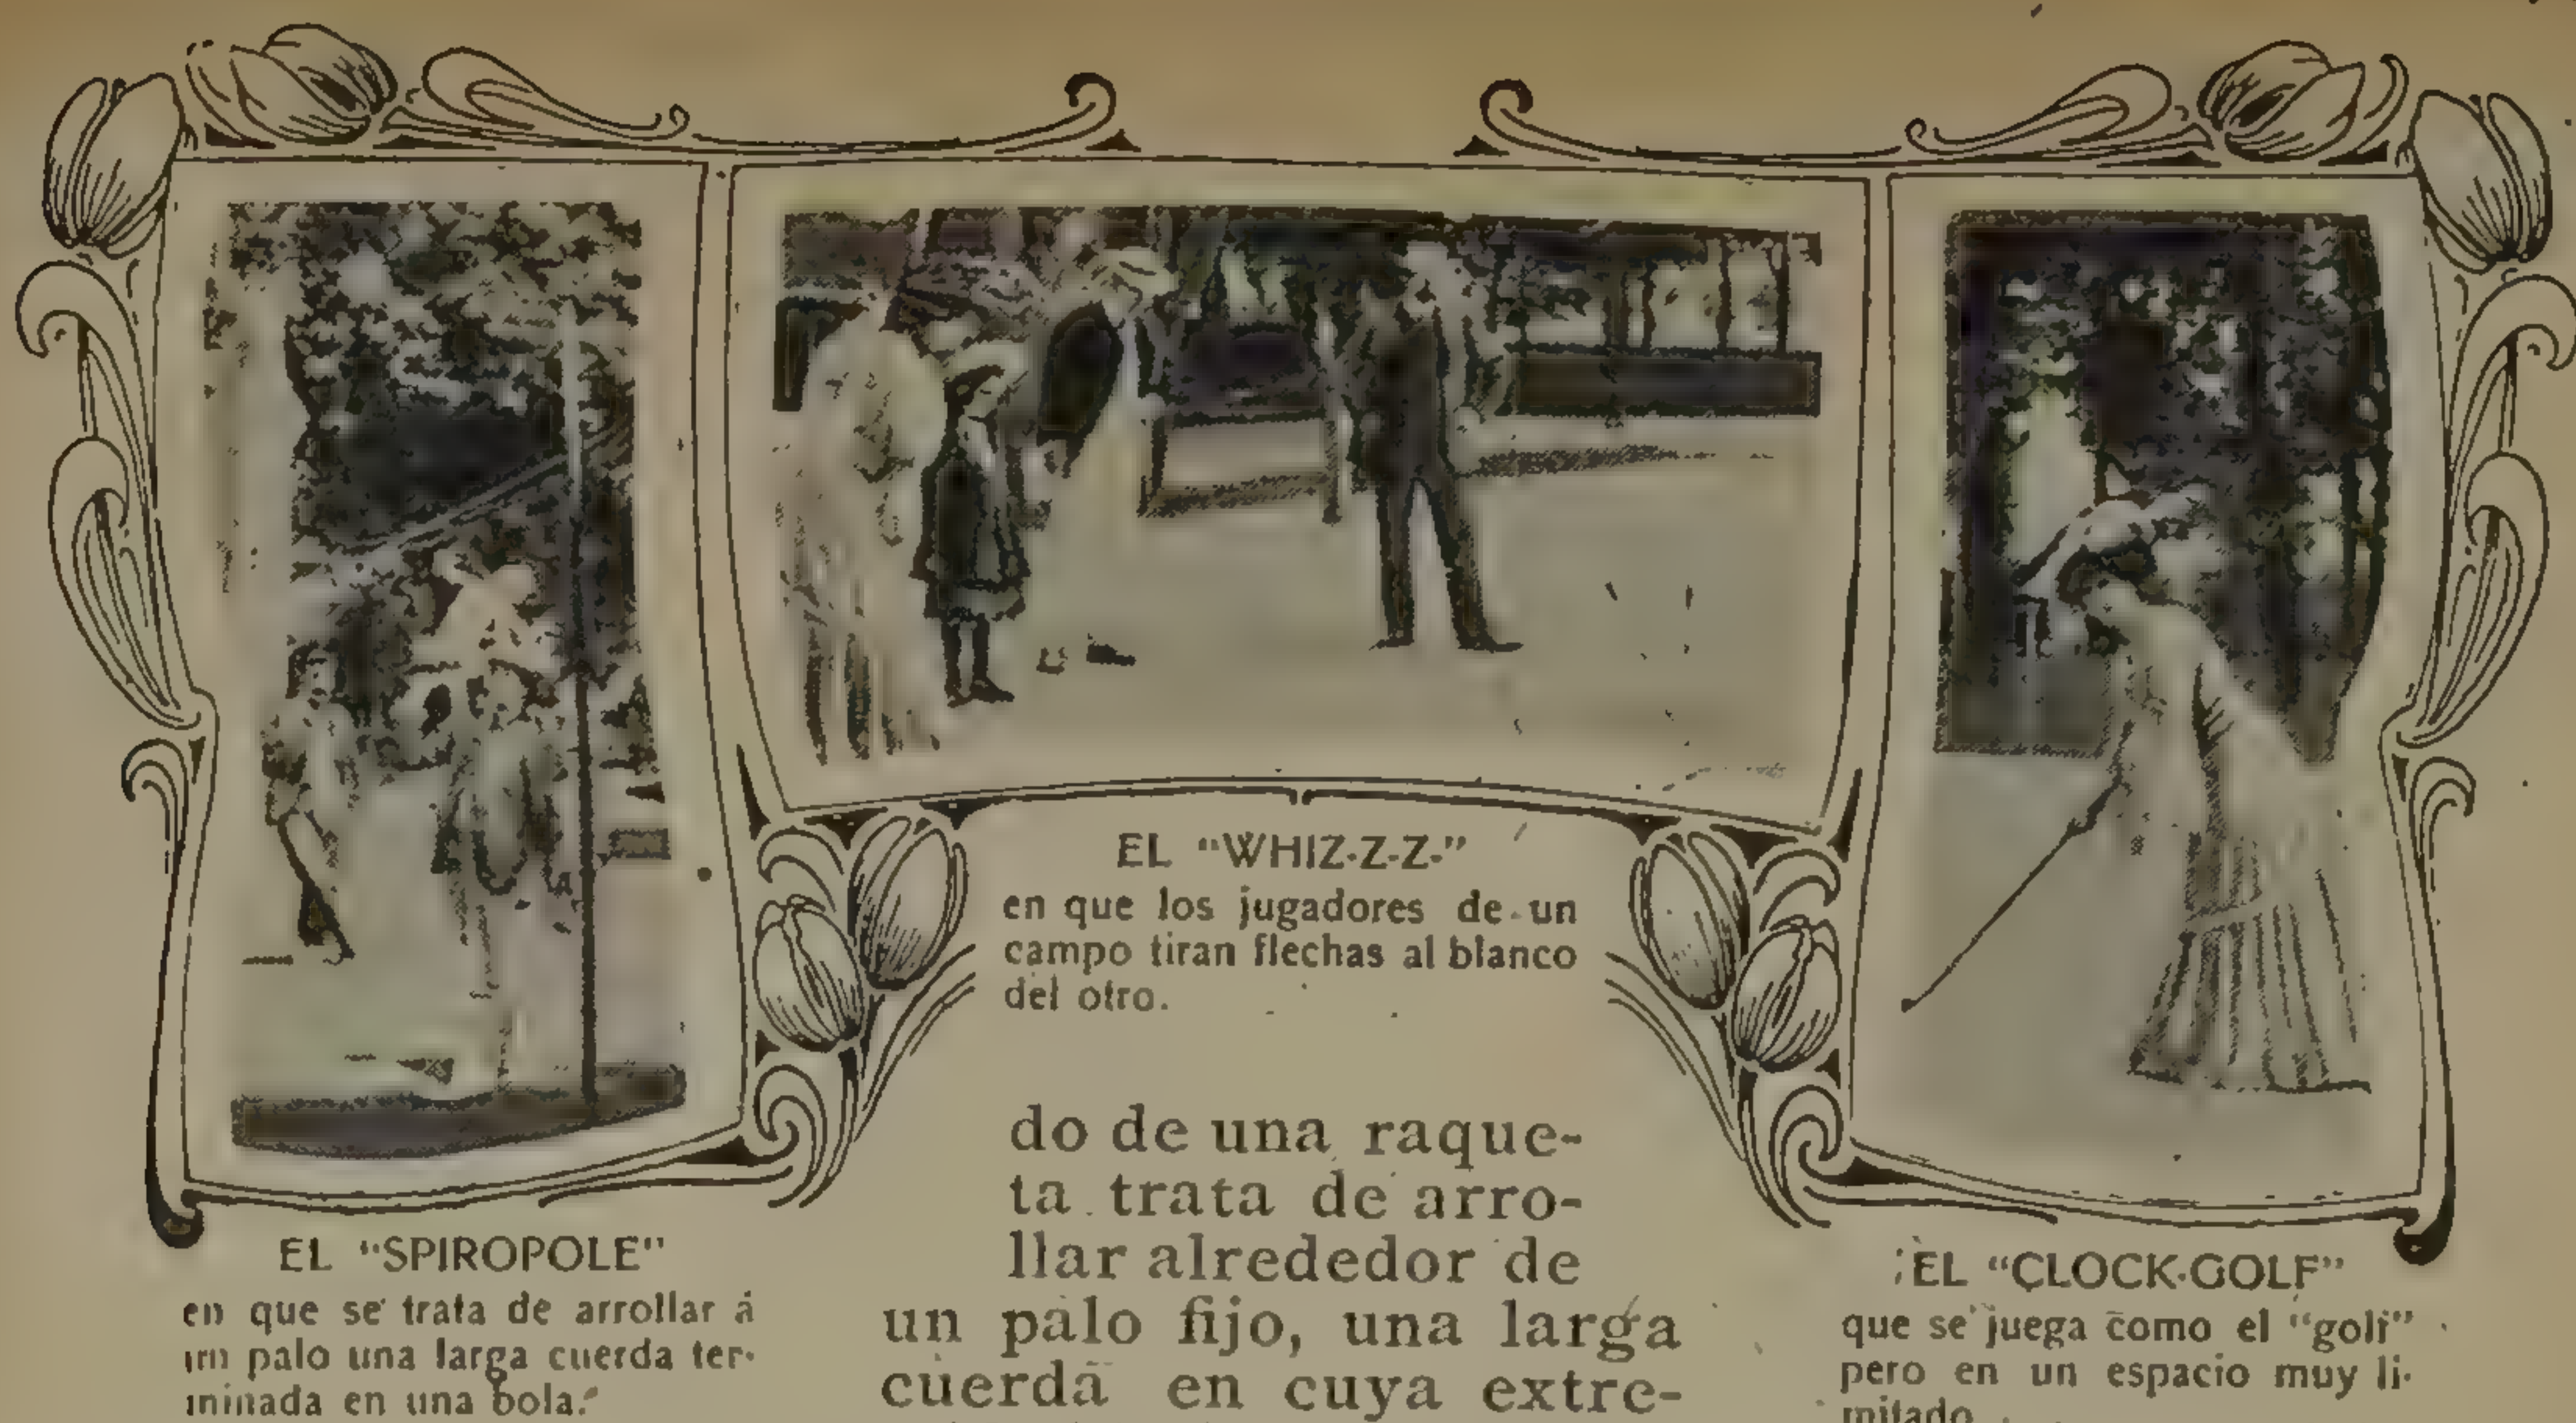 EL "WHIZ-Z-Z-"
en que los jugadores de un
campo tiran flechas al blanco
del otro.
EL "SPIROPOLE"
en que se trata de arrollar á
un palo una larga cuerda ter-
minada en una bola.
do de una raque-
ta trata de arro-
llar alrededor de
un palo fijo, una larga
cuerda en cuya extre-
EL "CLOCK-GOLF"
que se juega como el "golf"
pero en un espacio muy li-
mitado